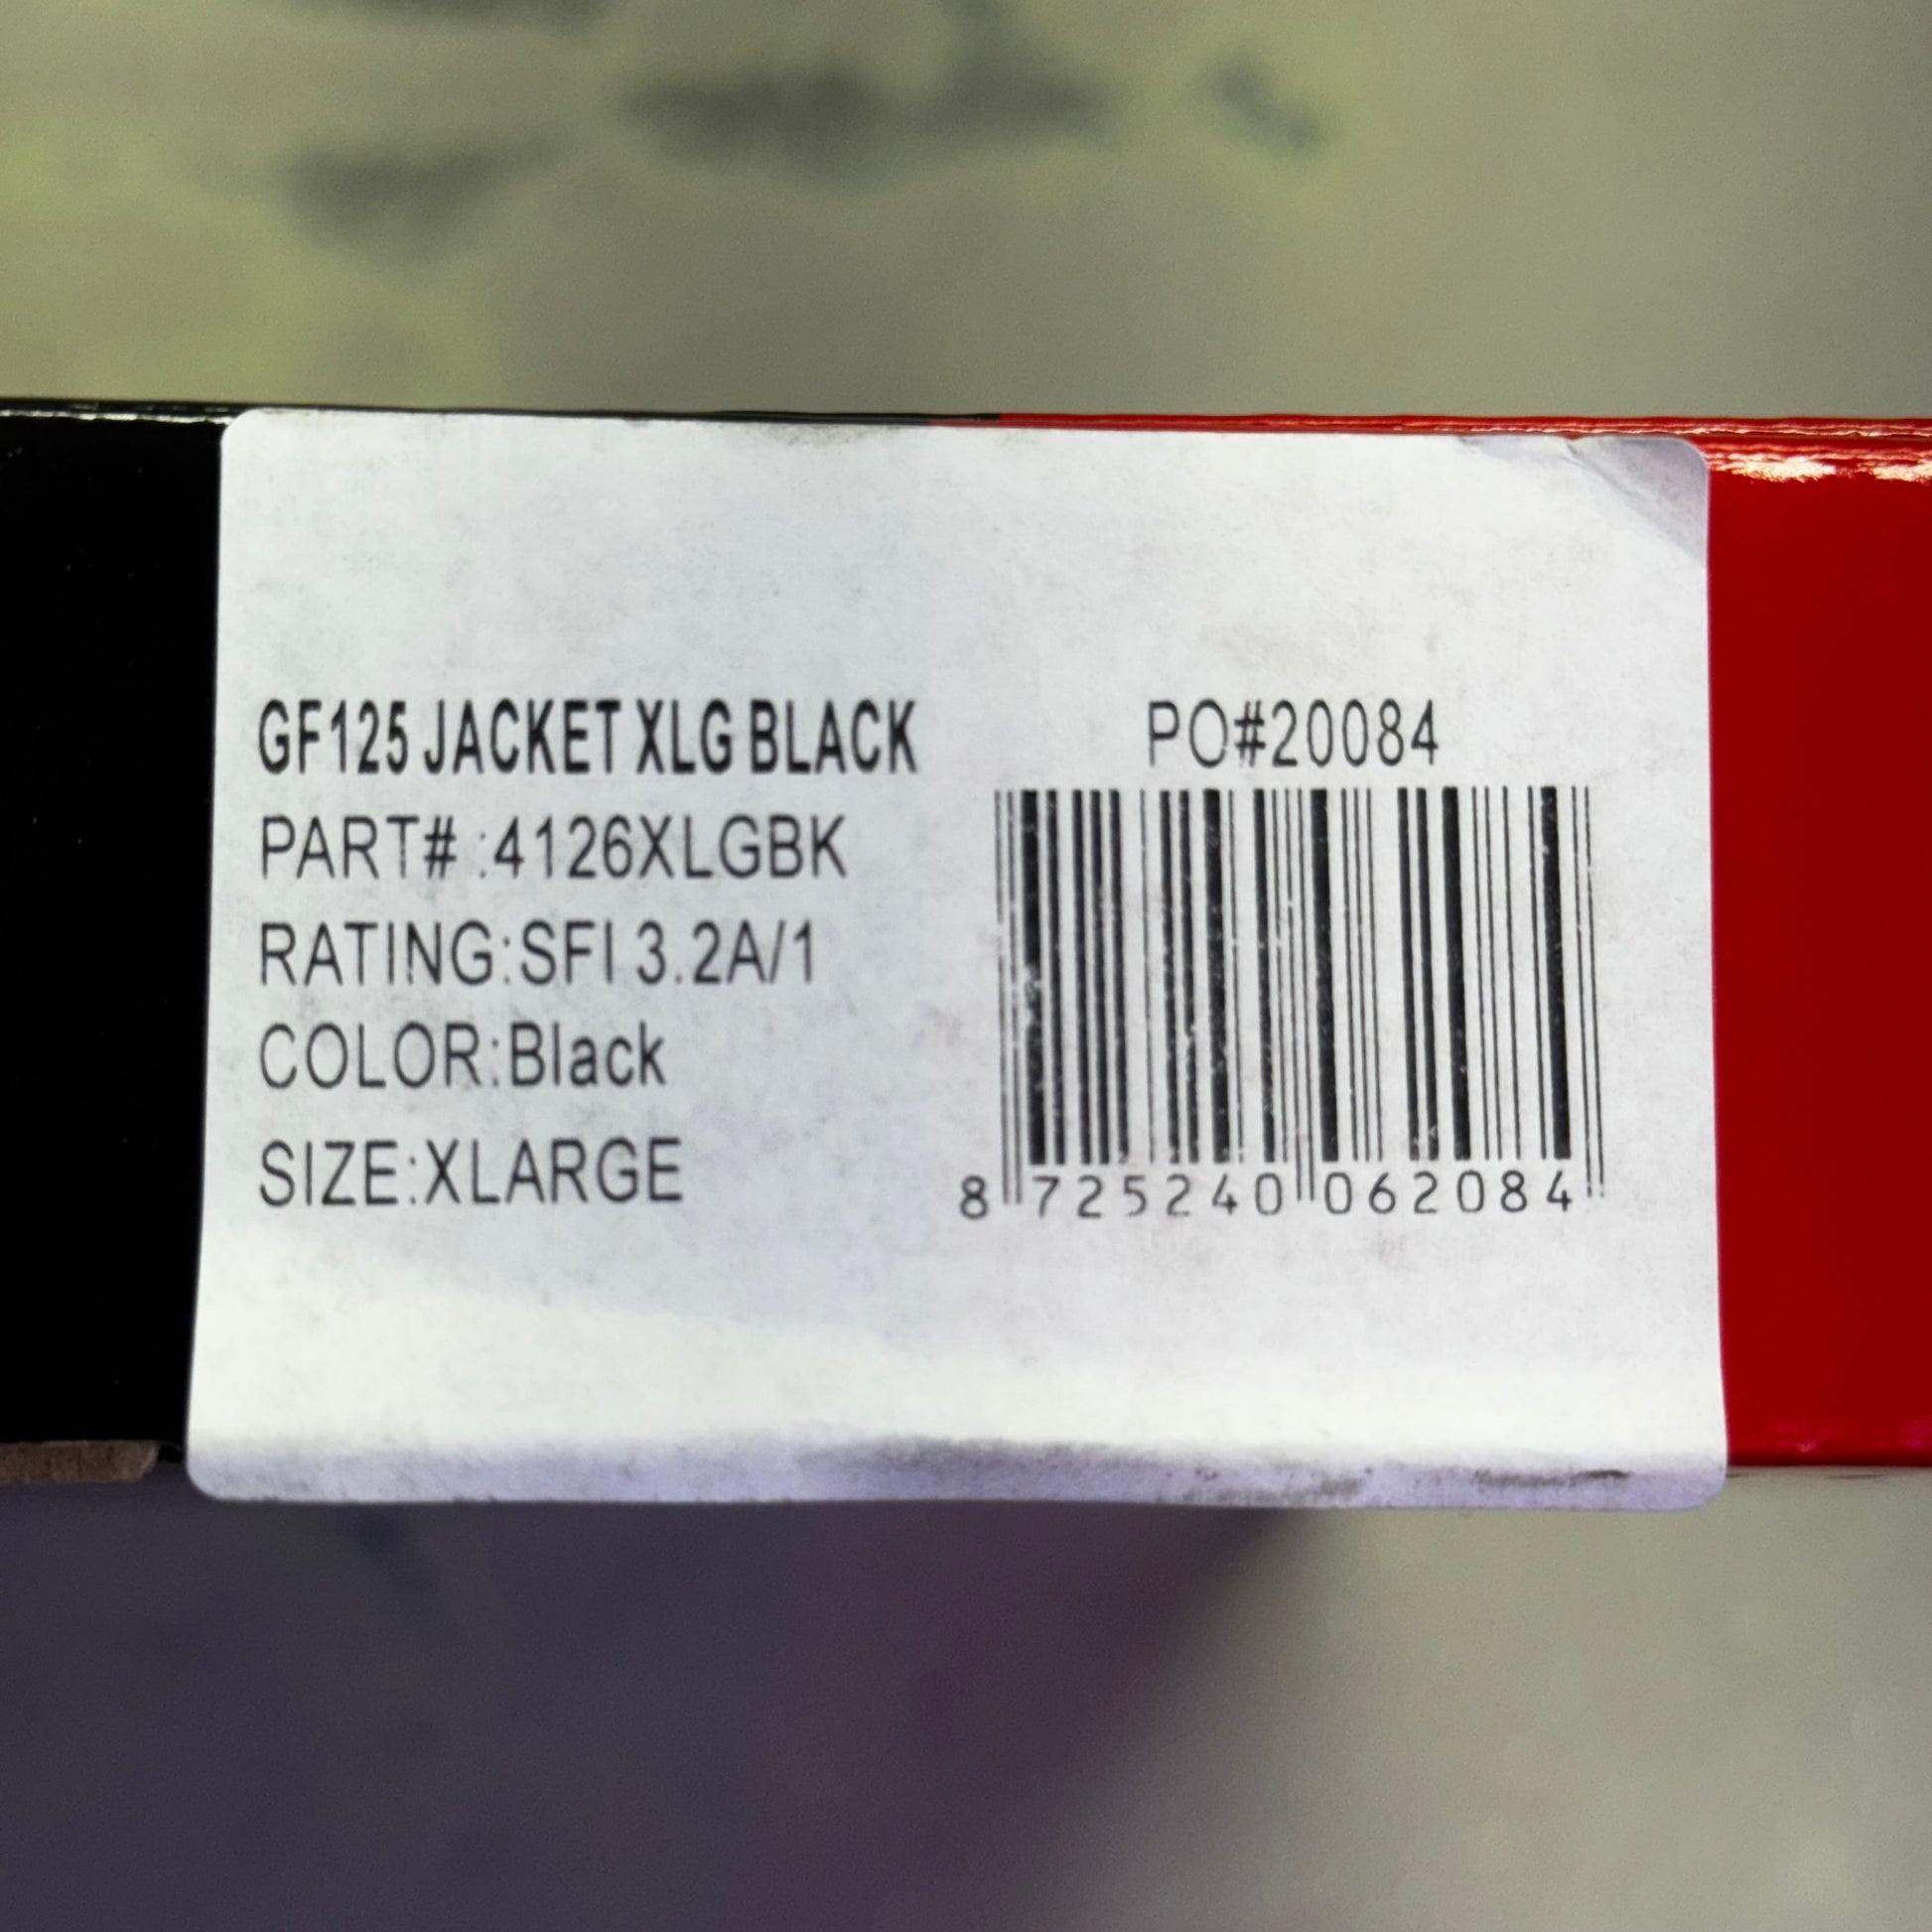 GF125 JACKET XLG BLACK
PART# :4126XLGBK
RATING:SFI 3.2A/1
COLOR:Black
SIZE:XLARGE
PO#20084
8 725240 062084